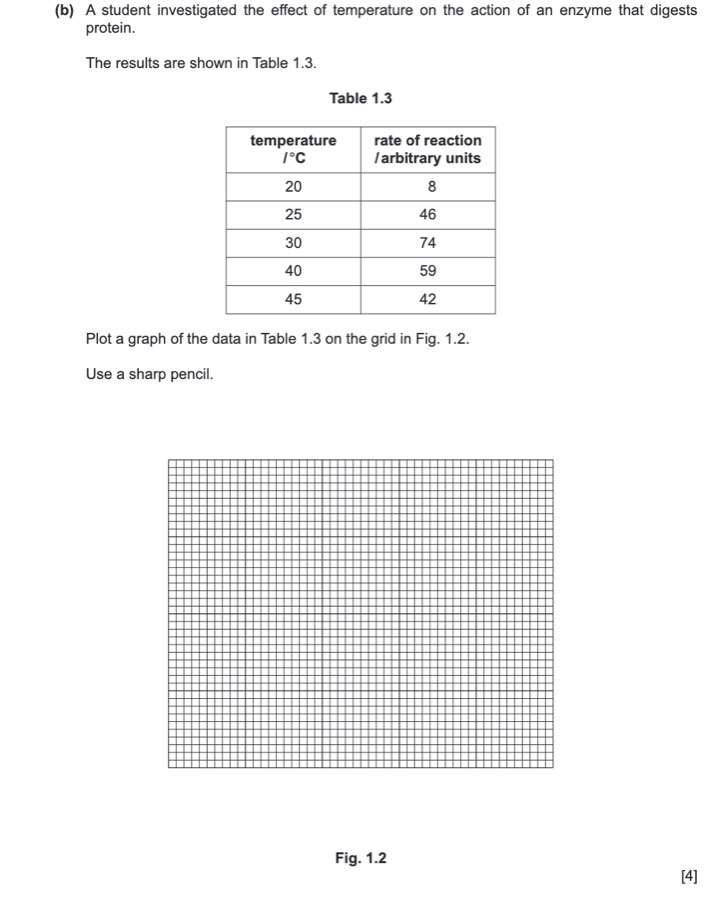 (b) A student investigated the effect of temperature on the action of an enzyme that digests
protein.
The results are shown in Table 1.3.
Table 1.3
temperature rate of reaction
/°C /arbitrary units
20 8
25 46
30 74
40 59
45 42
Plot a graph of the data in Table 1.3 on the grid in Fig. 1.2.
Use a sharp pencil.
Fig. 1.2
[4]